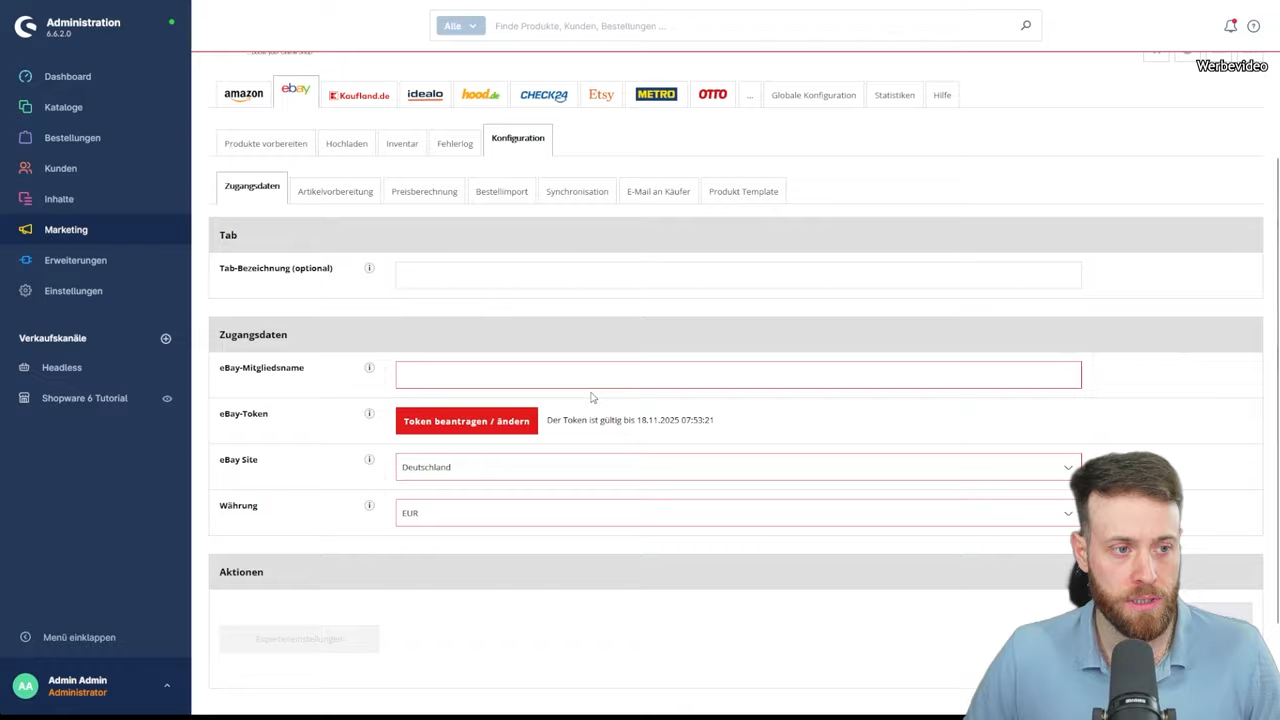 Administration
6.6.2.0
Alle
Finde Produkte, Kunden, Bestellungen ...
Werbevideo
Dashboard
Kataloge
Bestellungen
Kunden
Inhalte
Marketing
Erweiterungen
Einstellungen
Verkaufskanäle
Headless
Shopware 6 Tutorial
Menü einklappen
AA
Admin Admin
Administrator
amazon
ebay
Kaufland.de
idealo
hood.de
CHECK24
Etsy
METRO
OTTO
...
Globale Konfiguration
Statistiken
Hilfe
Produkte vorbereiten
Hochladen
Inventar
Fehlerlog
Konfiguration
Zugangsdaten
Artikelvorbereitung
Preisberechnung
Bestellimport
Synchronisation
E-Mail an Käufer
Produkt Template
Tab
Tab-Bezeichnung (optional)
Zugangsdaten
eBay-Mitgliedsname
eBay-Token
Token beantragen / ändern
Der Token ist gültig bis 18.11.2025 07:53:21
eBay Site
Deutschland
Währung
EUR
Aktionen
Experteneinstellungen